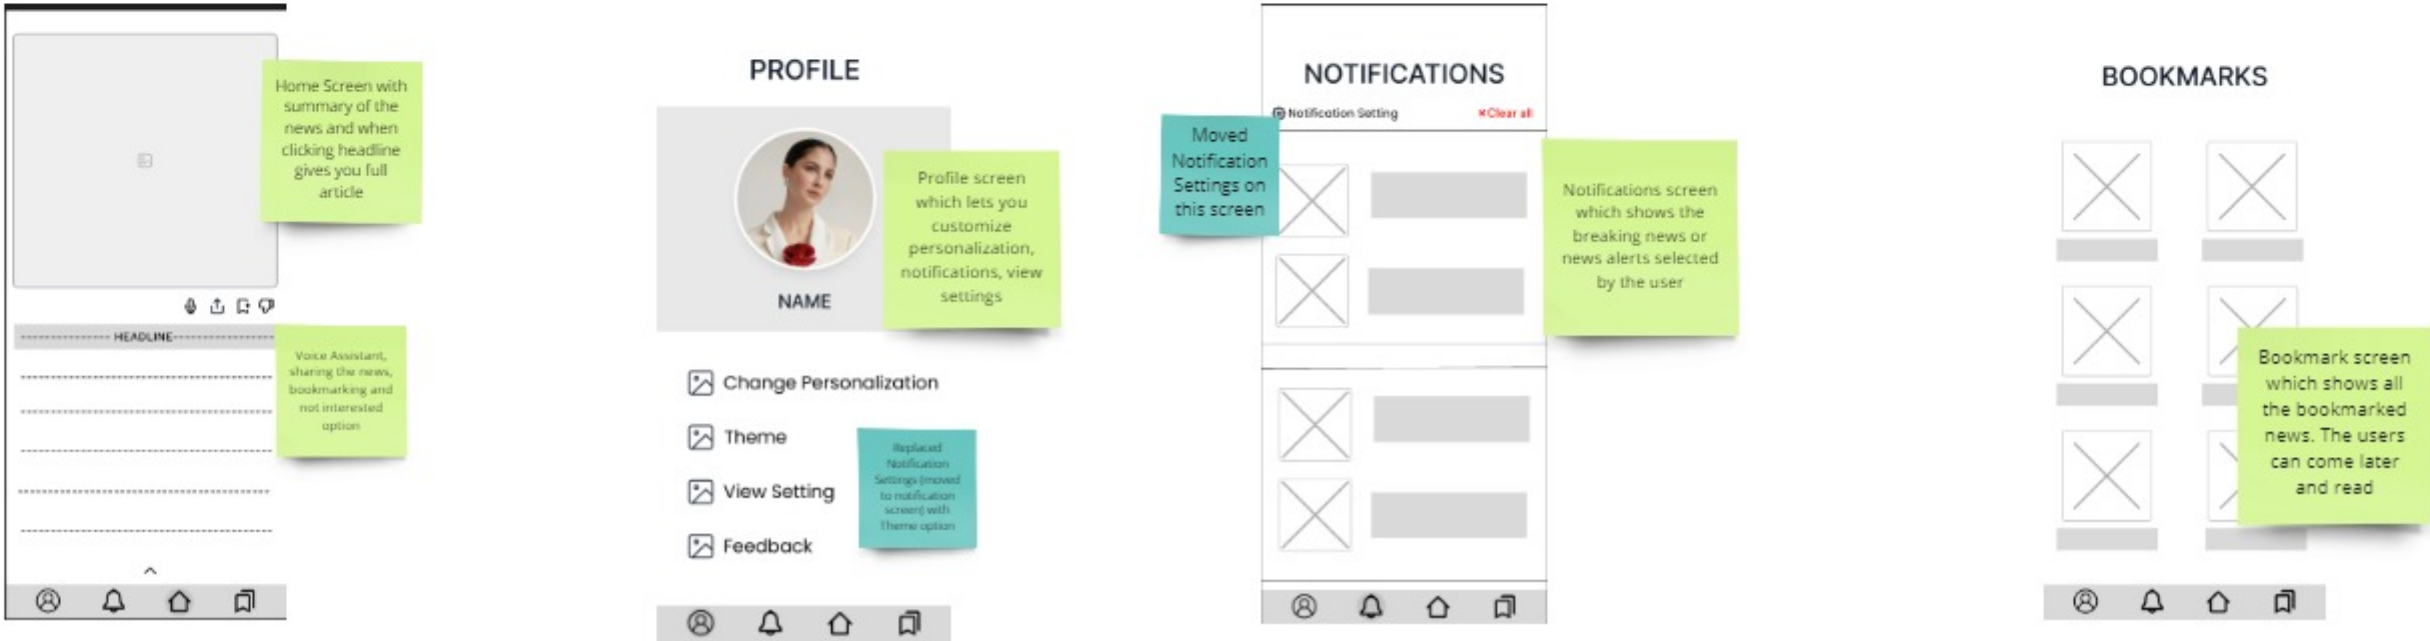 Home Screen with
summary of the
news and when
clicking headline
gives you full
article
HEADLINE
Voice Assistant,
sharing the news,
bookmarking and
not interested
option
PROFILE
NAME
Profile screen
which lets you
customize
personalization,
notifications, view
settings
Change Personalization
Theme
View Setting
Feedback
Replaced
Notification
Settings (moved
to notification
screen) with
Theme option
NOTIFICATIONS
Notification Setting
×Clear all
Moved
Notification
Settings on
this screen
Notifications screen
which shows the
breaking news or
news alerts selected
by the user
BOOKMARKS
Bookmark screen
which shows all
the bookmarked
news. The users
can come later
and read